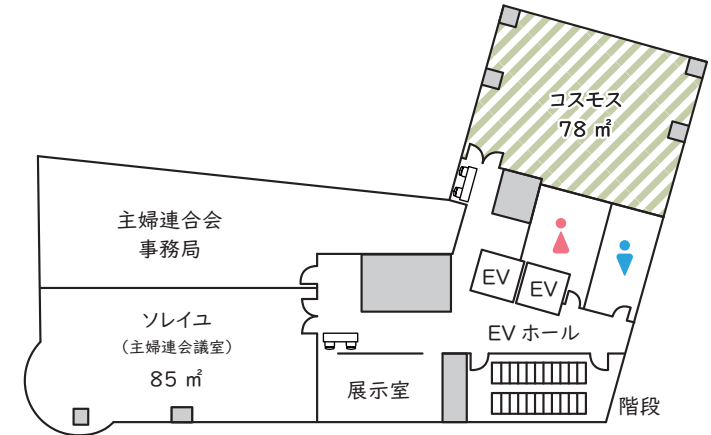 コスモス
78 ㎡
主婦連合会
事務局
EV
EV
ソレイユ
（主婦連会議室）
85 ㎡
EV ホール
展示室
階段